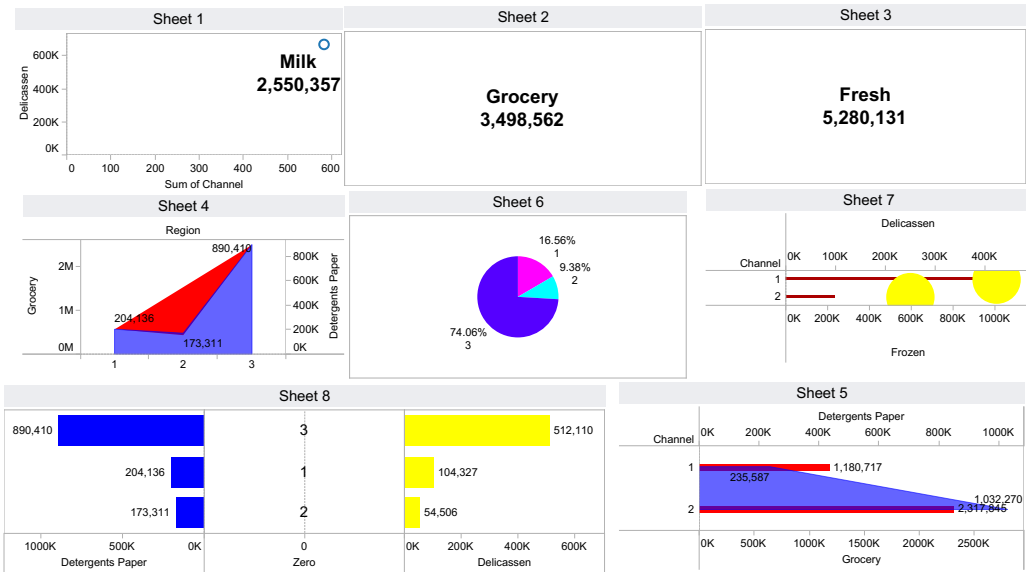 Sheet 1
Sheet 2
Sheet 3
Delicassen
600K
400K
200K
0K
Milk
2,550,357
0 100 200 300 400 500 600
Sum of Channel
Grocery
3,498,562
Fresh
5,280,131
Sheet 4
Region
Grocery
2M
1M
0M
890,410
204,136
173,311
800K
600K
400K
200K
0K
Detergents Paper
1 2 3
Sheet 6
16.56%
1
9.38%
2
74.06%
3
Sheet 7
Delicassen
0K 100K 200K 300K 400K
Channel
1
2
0K 200K 400K 600K 800K 1000K
Frozen
Sheet 8
890,410 3 512,110
204,136 1 104,327
173,311 2 54,506
1000K 500K 0K 0 0K 200K 400K 600K
Detergents Paper Zero Delicassen
Sheet 5
Detergents Paper
0K 200K 400K 600K 800K 1000K
Channel
1 1,180,717
235,587
1,032,270
2 2,317,845
0K 500K 1000K 1500K 2000K 2500K
Grocery